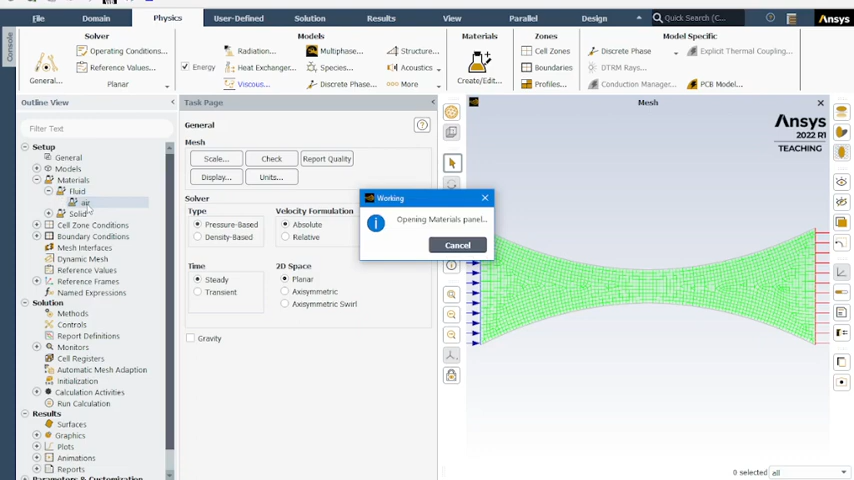 File Domain Physics User-Defined Solution Results View Parallel Design Quick Search (C... Ansys
Console
Solver Models Materials Zones Model Specific
General... Operating Conditions... Reference Values... Planar
Energy Radiation... Heat Exchanger... Viscous...
Multiphase... Species... Discrete Phase...
Structure... Acoustics More
Create/Edit...
Cell Zones Boundaries Profiles...
Discrete Phase DTRM Rays... Conduction Manager...
Explicit Thermal Coupling... PCB Model...
Outline View
Filter Text
Setup
General
Models
Materials
Fluid
air
Solid
Cell Zone Conditions
Boundary Conditions
Mesh Interfaces
Dynamic Mesh
Reference Values
Reference Frames
Named Expressions
Solution
Methods
Controls
Report Definitions
Monitors
Cell Registers
Automatic Mesh Adaption
Initialization
Calculation Activities
Run Calculation
Results
Surfaces
Graphics
Plots
Animations
Reports
Parameters & Customization
Task Page
General
Mesh
Scale... Check Report Quality
Display... Units...
Solver
Type Velocity Formulation
Pressure-Based Absolute
Density-Based Relative
Time 2D Space
Steady Planar
Transient Axisymmetric
Axisymmetric Swirl
Gravity
Working
Opening Materials panel...
Cancel
Mesh
Ansys
2022 R1
TEACHING
0 selected all